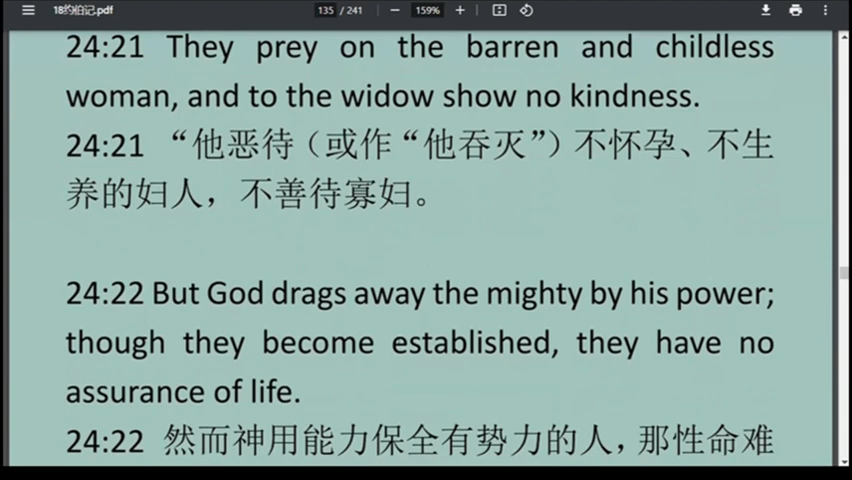 18约伯记.pdf
135 / 241
159%
24:21 They prey on the barren and childless
woman, and to the widow show no kindness.
24:21 “他恶待（或作“他吞灭”）不怀孕、不生
养的妇人，不善待寡妇。
24:22 But God drags away the mighty by his power;
though they become established, they have no
assurance of life.
24:22 然而神用能力保全有势力的人，那性命难